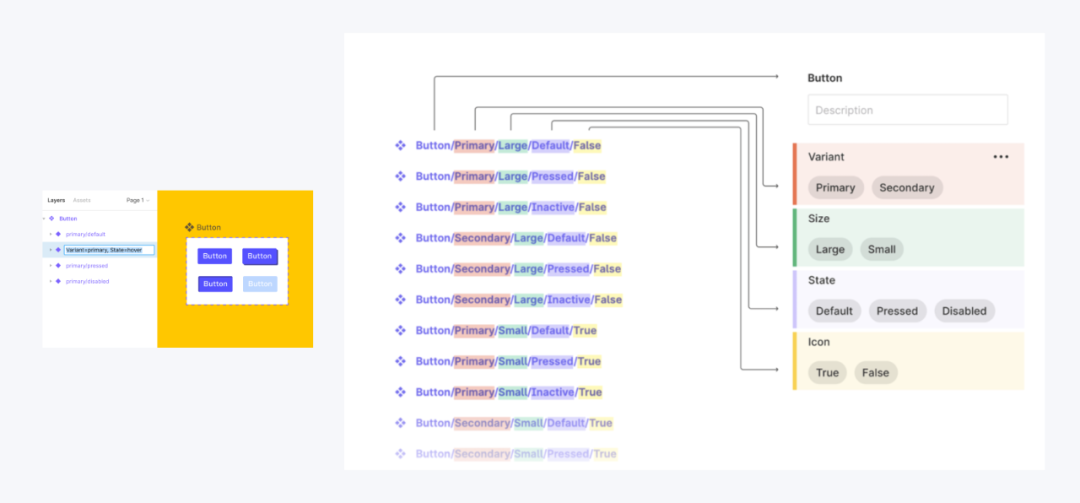 Layers Assets Page 1
Button
primary/default
Variant=primary, State=hover
primary/pressed
primary/disabled
Button
Button Button
Button Button
Button/Primary/Large/Default/False
Button/Primary/Large/Pressed/False
Button/Primary/Large/Inactive/False
Button/Secondary/Large/Default/False
Button/Secondary/Large/Pressed/False
Button/Secondary/Large/Inactive/False
Button/Primary/Small/Default/True
Button/Primary/Small/Pressed/True
Button/Primary/Small/Inactive/True
Button/Secondary/Small/Default/True
Button/Secondary/Small/Pressed/True
Button
Description
Variant
Primary Secondary
Size
Large Small
State
Default Pressed Disabled
Icon
True False